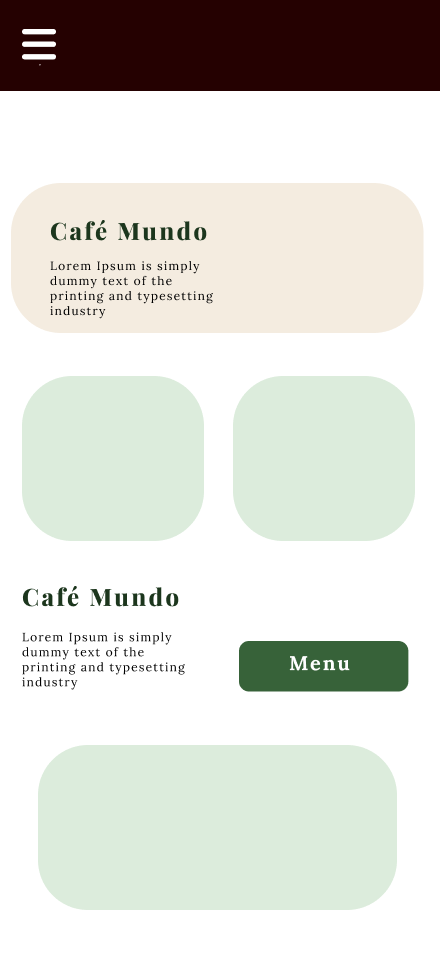 Café Mundo
Lorem Ipsum is simply
dummy text of the
printing and typesetting
industry
Café Mundo
Lorem Ipsum is simply
dummy text of the
printing and typesetting
industry
Menu